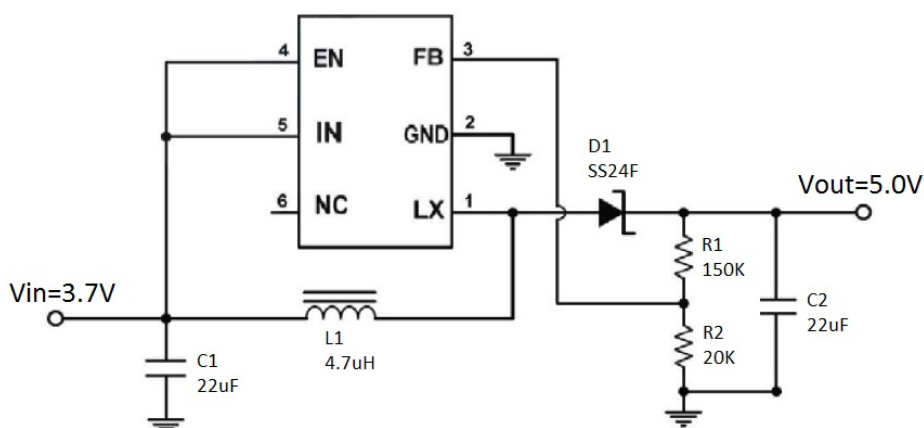 4 EN FB 3
5 IN GND 2
6 NC LX 1
D1
SS24F
Vout=5.0V
R1
150K
Vin=3.7V
L1
4.7uH
C1
22uF
R2
20K
C2
22uF